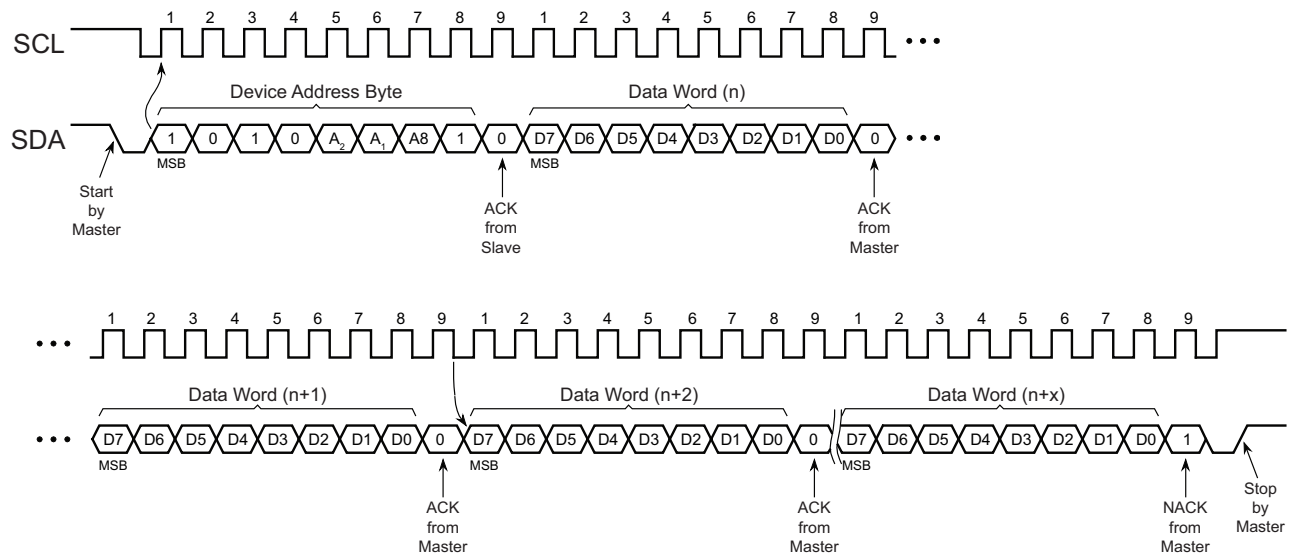 1 2 3 4 5 6 7 8 9 1 2 3 4 5 6 7 8 9
SCL
Device Address Byte Data Word (n)
SDA 1 0 1 0 A₂ A₁ A8 1 0 D7 D6 D5 D4 D3 D2 D1 D0 0
MSB MSB
Start
by
Master
ACK
from
Slave
ACK
from
Master
1 2 3 4 5 6 7 8 9 1 2 3 4 5 6 7 8 9 1 2 3 4 5 6 7 8 9
Data Word (n+1) Data Word (n+2) Data Word (n+x)
D7 D6 D5 D4 D3 D2 D1 D0 0 D7 D6 D5 D4 D3 D2 D1 D0 0 D7 D6 D5 D4 D3 D2 D1 D0 1
MSB MSB MSB
ACK
from
Master
ACK
from
Master
NACK
from
Master
Stop
by
Master